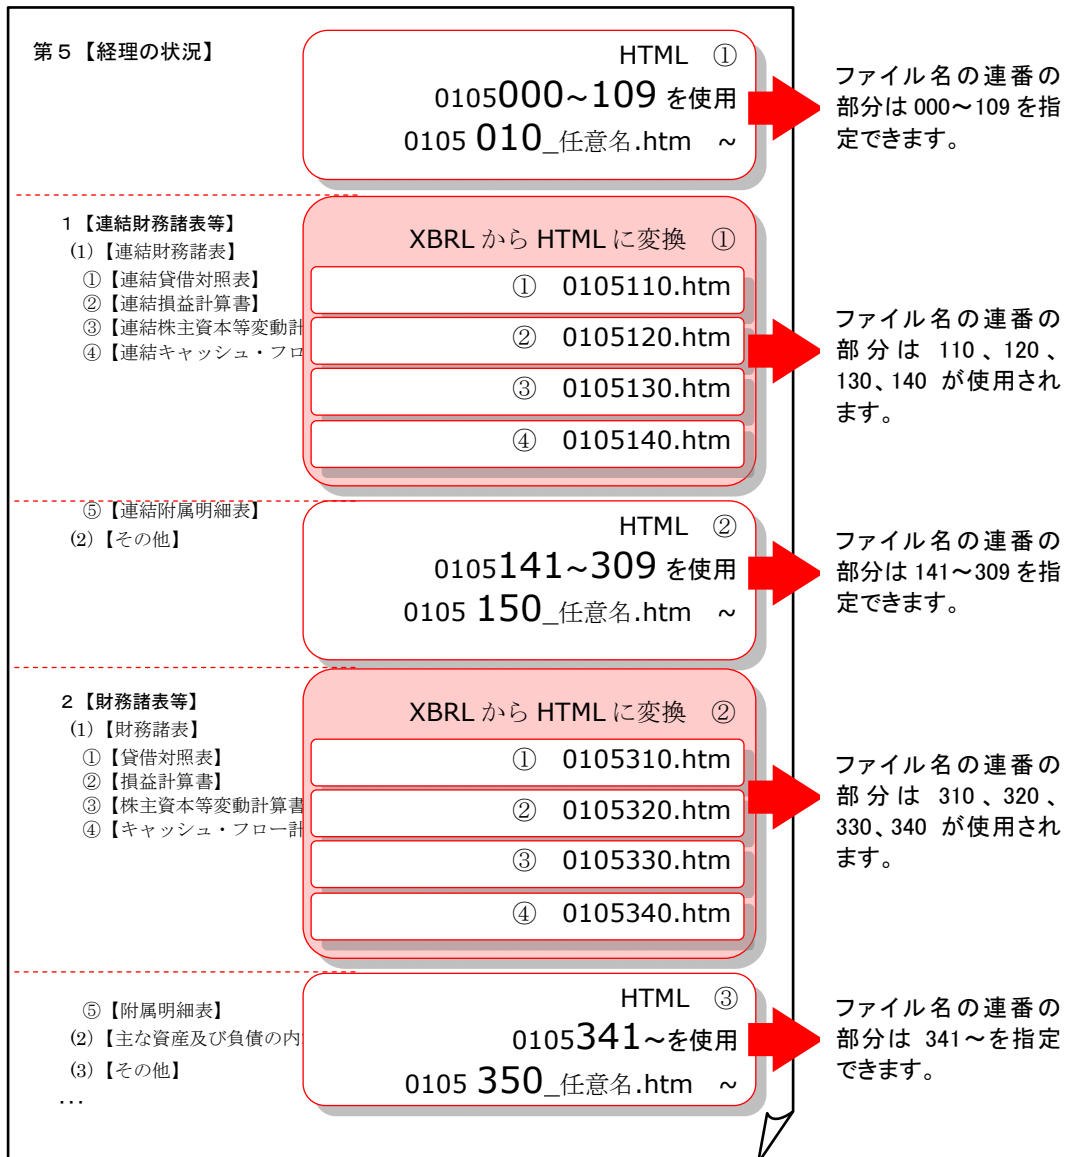 第５【経理の状況】
HTML ①
0105000～109 を使用
0105 010_任意名.htm ～
ファイル名の連番の
部分は 000～109 を指
定できます。
１【連結財務諸表等】
(1)【連結財務諸表】
①【連結貸借対照表】
②【連結損益計算書】
③【連結株主資本等変動計
④【連結キャッシュ・フロ
XBRL から HTML に変換 ①
① 0105110.htm
② 0105120.htm
③ 0105130.htm
④ 0105140.htm
ファイル名の連番の
部分は 110、120、
130、140 が使用され
ます。
⑤【連結附属明細表】
(2)【その他】
HTML ②
0105141～309 を使用
0105 150_任意名.htm ～
ファイル名の連番の
部分は 141～309 を指
定できます。
２【財務諸表等】
(1)【財務諸表】
①【貸借対照表】
②【損益計算書】
③【株主資本等変動計算書
④【キャッシュ・フロー計
XBRL から HTML に変換 ②
① 0105310.htm
② 0105320.htm
③ 0105330.htm
④ 0105340.htm
ファイル名の連番の
部分は 310、320、
330、340 が使用され
ます。
⑤【附属明細表】
(2)【主な資産及び負債の内
(3)【その他】
...
HTML ③
0105341～を使用
0105 350_任意名.htm ～
ファイル名の連番の
部分は 341～を指定
できます。